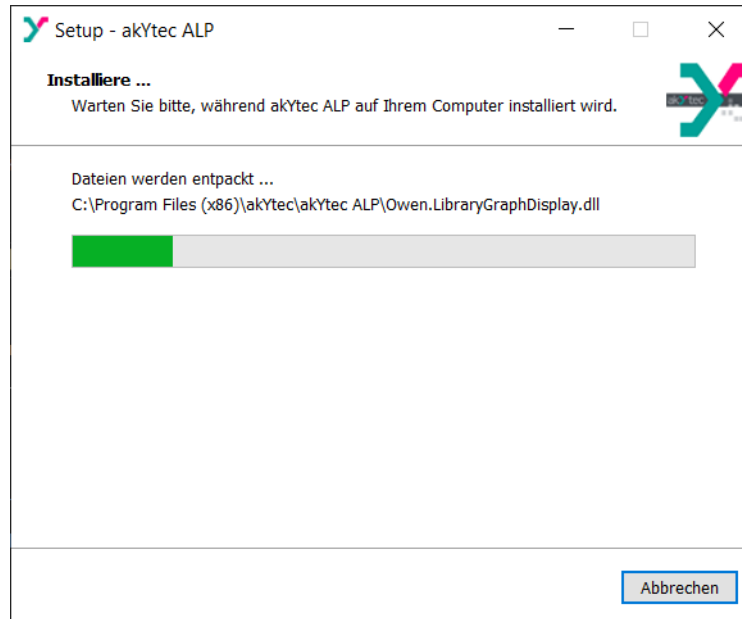 Setup - akYtec ALP
Installiere ...
Warten Sie bitte, während akYtec ALP auf Ihrem Computer installiert wird.
akYtec
Dateien werden entpackt ...
C:\Program Files (x86)\akYtec\akYtec ALP\Owen.LibraryGraphDisplay.dll
Abbrechen